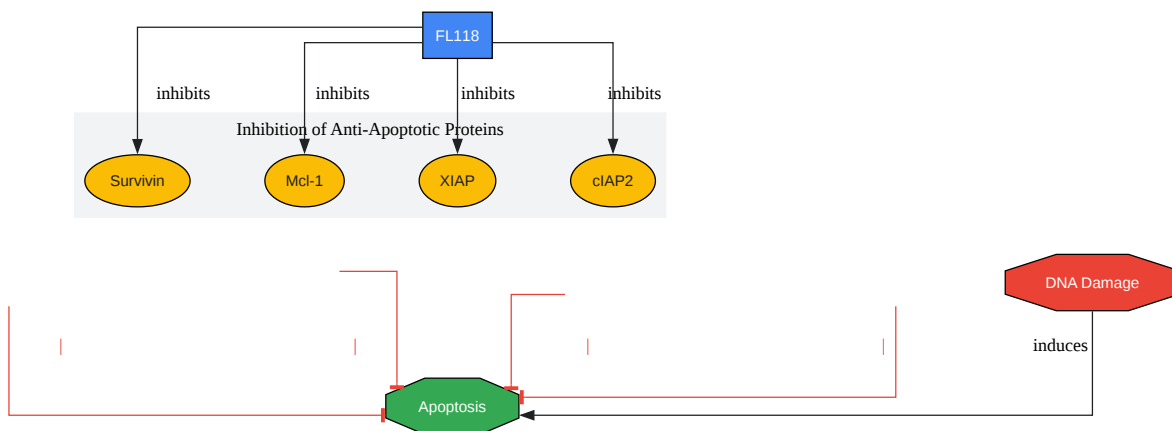 FL118
inhibits
inhibits
inhibits
inhibits
Inhibition of Anti-Apoptotic Proteins
Survivin
Mcl-1
XIAP
cIAP2
DNA Damage
induces
Apoptosis